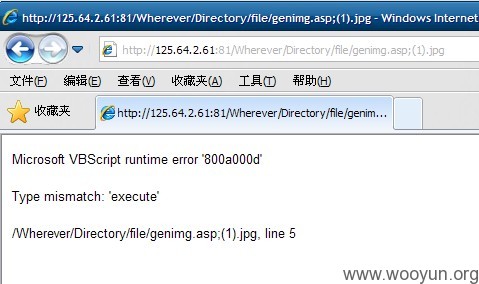 http://125.64.2.61:81/Wherever/Directory/file/genimg.asp;(1).jpg - Windows Internet
http://125.64.2.61:81/Wherever/Directory/file/genimg.asp;(1).jpg
文件(F) 编辑(E) 查看(V) 收藏夹(A) 工具(T) 帮助(H)
收藏夹 http://125.64.2.61:81/Wherever/Directory/file/genim...
Microsoft VBScript runtime error '800a000d'
Type mismatch: 'execute'
/Wherever/Directory/file/genimg.asp;(1).jpg, line 5
www.wooyun.org